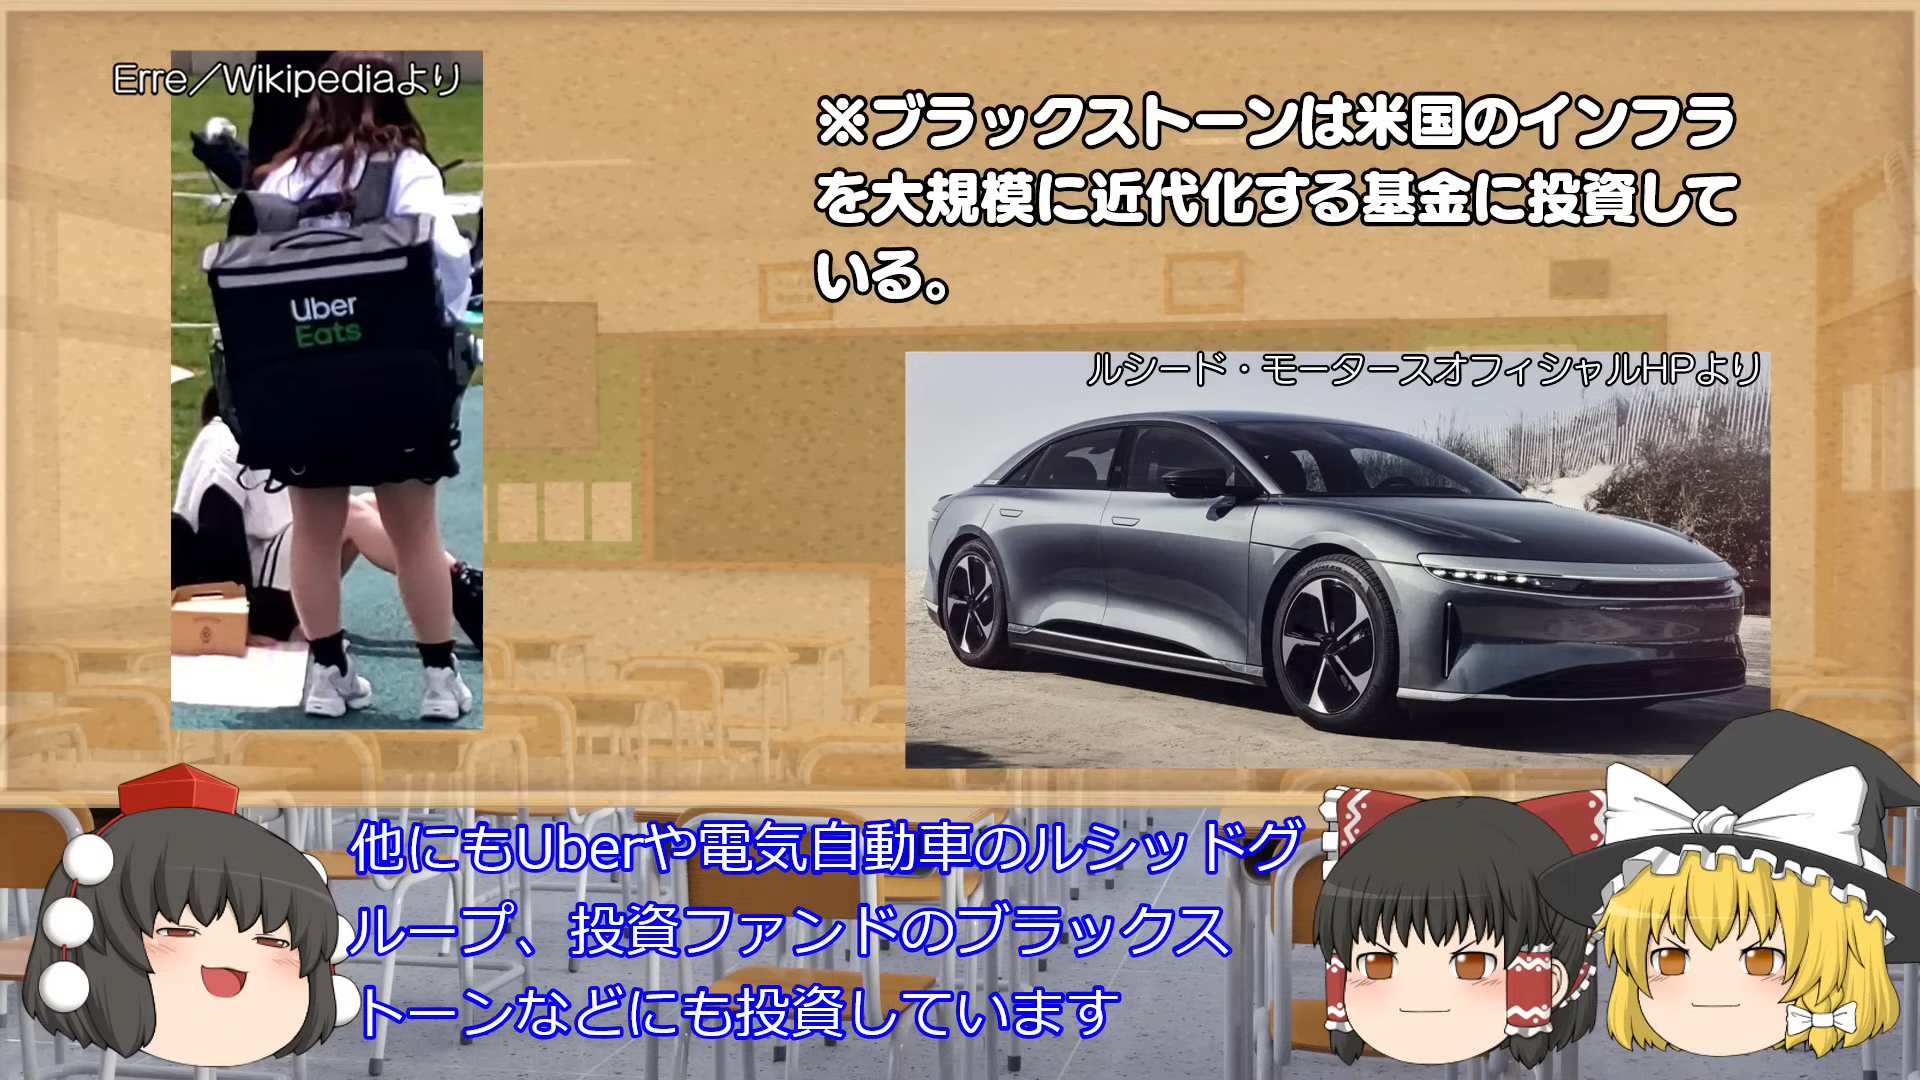 Erre／Wikipediaより
※ブラックストーンは米国のインフラ
を大規模に近代化する基金に投資して
いる。
Uber
Eats
ルシード・モータースオフィシャルHPより
他にもUberや電気自動車のルシッドグ
ループ、投資ファンドのブラックス
トーンなどにも投資しています